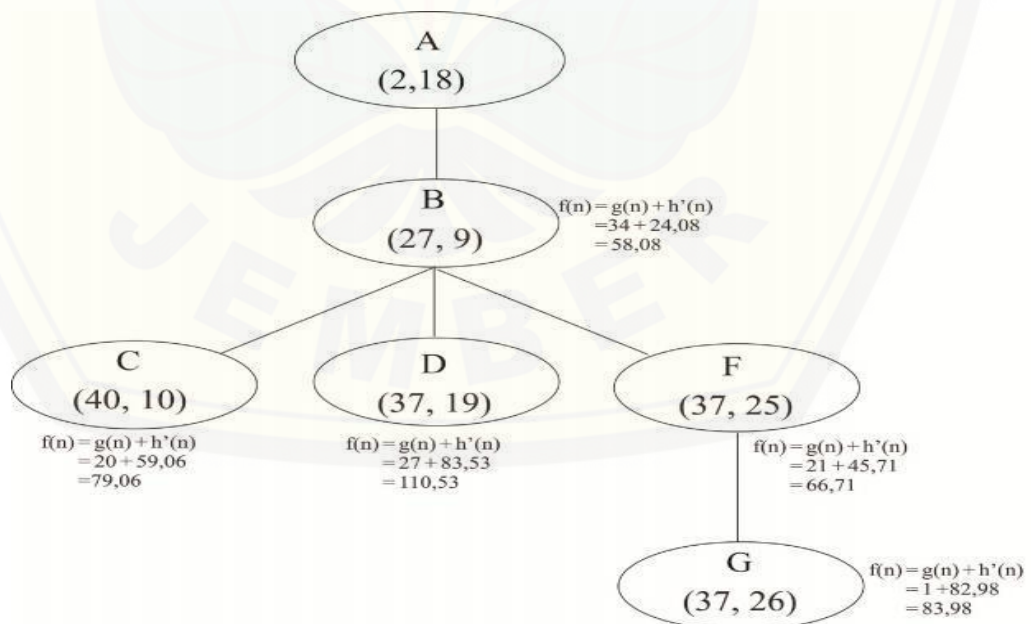 A
(2,18)
B
(27, 9)
f(n)=g(n)+h'(n)
=34+24,08
=58,08
C
(40, 10)
f(n)=g(n)+h'(n)
=20+59,06
=79,06
D
(37, 19)
f(n)=g(n)+h'(n)
=27+83,53
=110,53
F
(37, 25)
f(n)=g(n)+h'(n)
=21+45,71
=66,71
G
(37, 26)
f(n)=g(n)+h'(n)
=1+82,98
=83,98
JEMBER